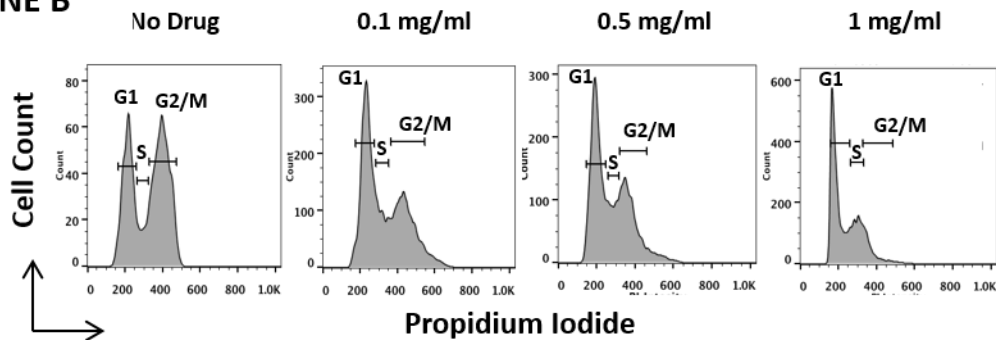 NE B
No Drug
0.1 mg/ml
0.5 mg/ml
1 mg/ml
Cell Count
Count
80
60
40
20
0
G1
S
G2/M
0 200 400 600 800 1.0K
Count
300
200
100
0
G1
S
G2/M
0 200 400 600 800 1.0K
Count
300
200
100
0
G1
S
G2/M
0 200 400 600 800 1.0K
Count
600
400
200
0
G1
S
G2/M
0 200 400 600 800 1.0K
Propidium Iodide